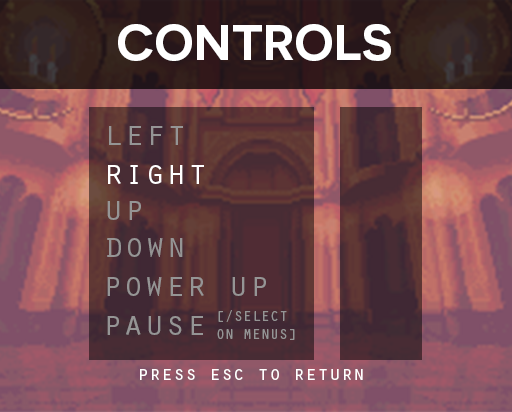 CONTROLS
LEFT
RIGHT
UP
DOWN
POWER UP
PAUSE [/SELECT
ON MENUS]
PRESS ESC TO RETURN